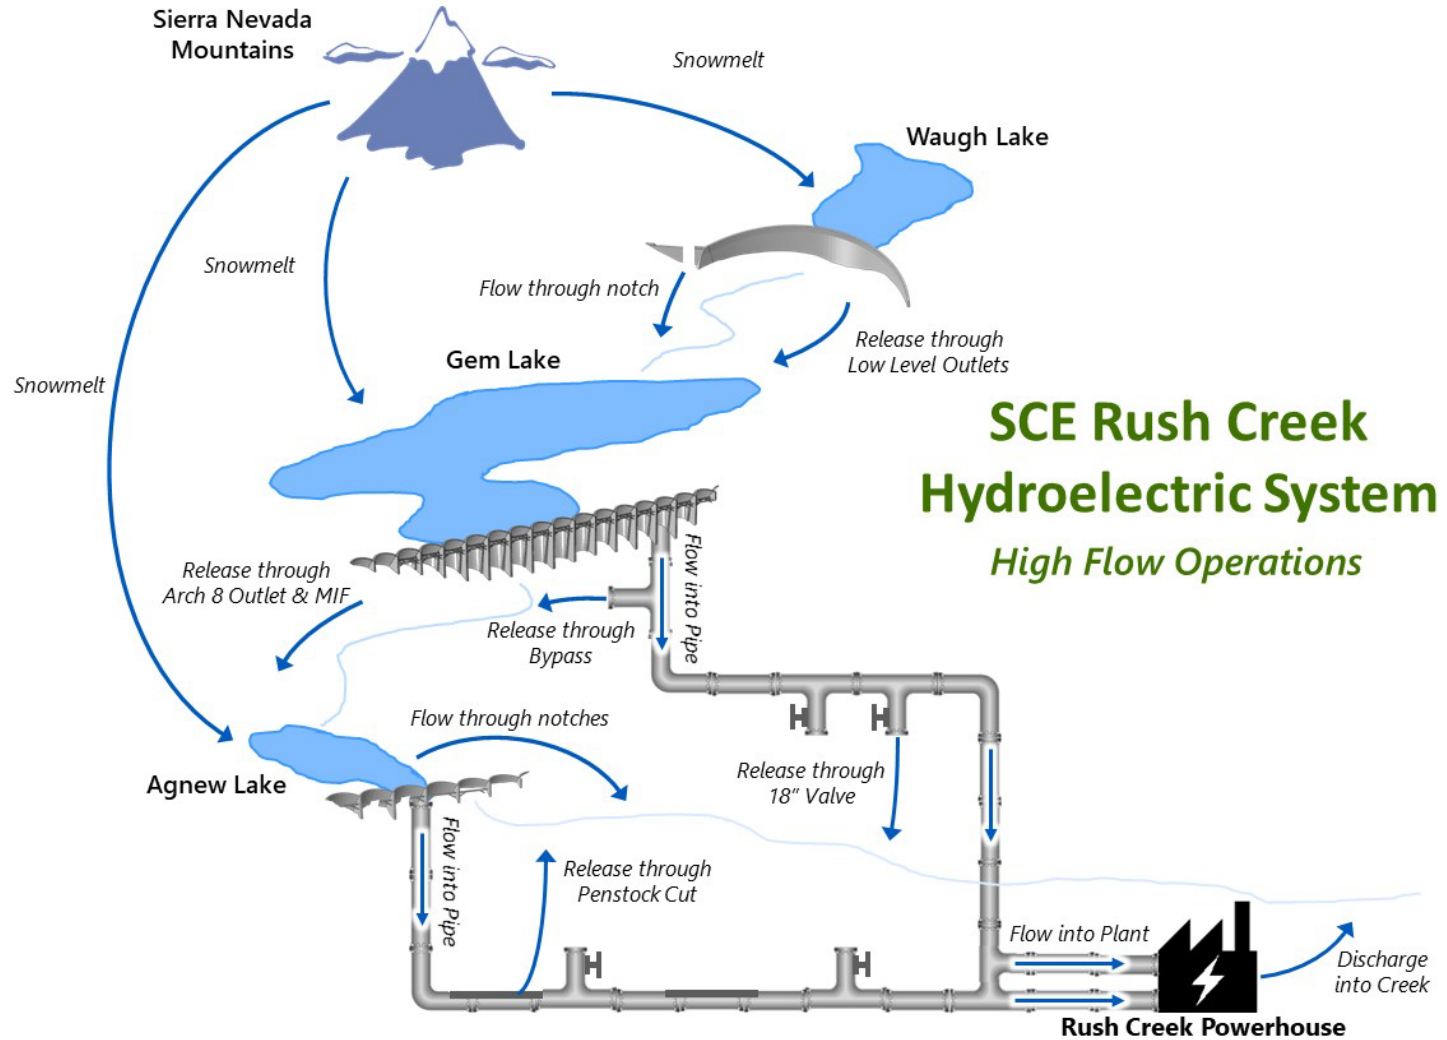 Sierra Nevada
Mountains
Snowmelt
Waugh Lake
Snowmelt
Flow through notch
Release through
Low Level Outlets
Gem Lake
Snowmelt
SCE Rush Creek
Hydroelectric System
High Flow Operations
Flow into Pipe
Release through
Arch 8 Outlet & MIF
Release through
Bypass
Flow through notches
Agnew Lake
Release through
18" Valve
Flow into Pipe
Release through
Penstock Cut
Flow into Plant
Discharge
into Creek
Rush Creek Powerhouse